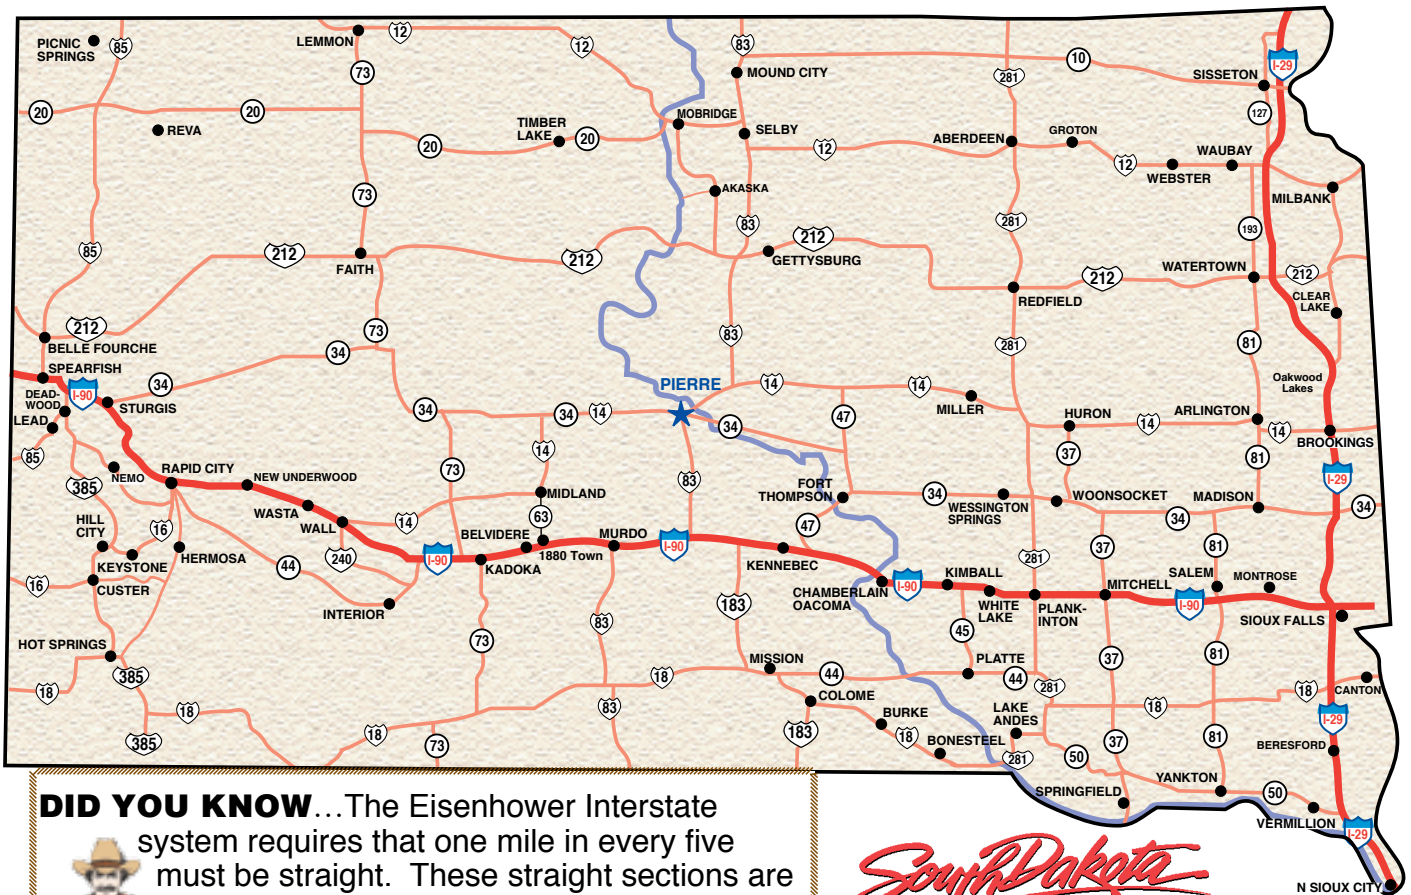 PICNIC
SPRINGS
85
LEMMON
12
12
83
10
SISSETON
I-29
73
MOUND CITY
281
20
20
REVA
TIMBER
LAKE
20
20
MOBRIDGE
SELBY
12
ABERDEEN
GROTON
12
WAUBAY
WEBSTER
127
MILBANK
73
AKASKA
83
281
193
85
212
FAITH
212
212
GETTYSBURG
REDFIELD
212
WATERTOWN
212
CLEAR
LAKE
212
BELLE FOURCHE
73
34
83
281
81
SPEARFISH
I-90
DEAD-
WOOD
LEAD
34
STURGIS
PIERRE
14
14
MILLER
Oakwood
Lakes
34
34
14
34
47
HURON
14
ARLINGTON
14
BROOKINGS
85
385
NEMO
RAPID CITY
NEW UNDERWOOD
WASTA
WALL
14
73
14
MIDLAND
63
83
37
81
I-29
FORT
THOMPSON
47
34
WESSINGTON
SPRINGS
WOONSOCKET
34
MADISON
34
HILL
CITY
16
KEYSTONE
HERMOSA
44
240
I-90
KADOKA
BELVIDERE
1880 Town
MURDO
I-90
KENNEBEC
281
37
81
16
CUSTER
INTERIOR
183
CHAMBERLAIN
OACOMA
I-90
KIMBALL
WHITE
LAKE
PLANK-
INTON
MITCHELL
I-90
SALEM
MONTROSE
SIOUX FALLS
HOT SPRINGS
385
73
83
45
37
81
18
18
MISSION
44
PLATTE
44
281
18
18
CANTON
18
385
18
73
83
COLOME
183
BURKE
18
BONESTEEL
LAKE
ANDES
281
50
37
81
I-29
BERESFORD
SPRINGFIELD
YANKTON
50
VERMILLION
I-29
N SIOUX CITY
DID YOU KNOW…The Eisenhower Interstate
system requires that one mile in every five
must be straight. These straight sections are
South Dakota